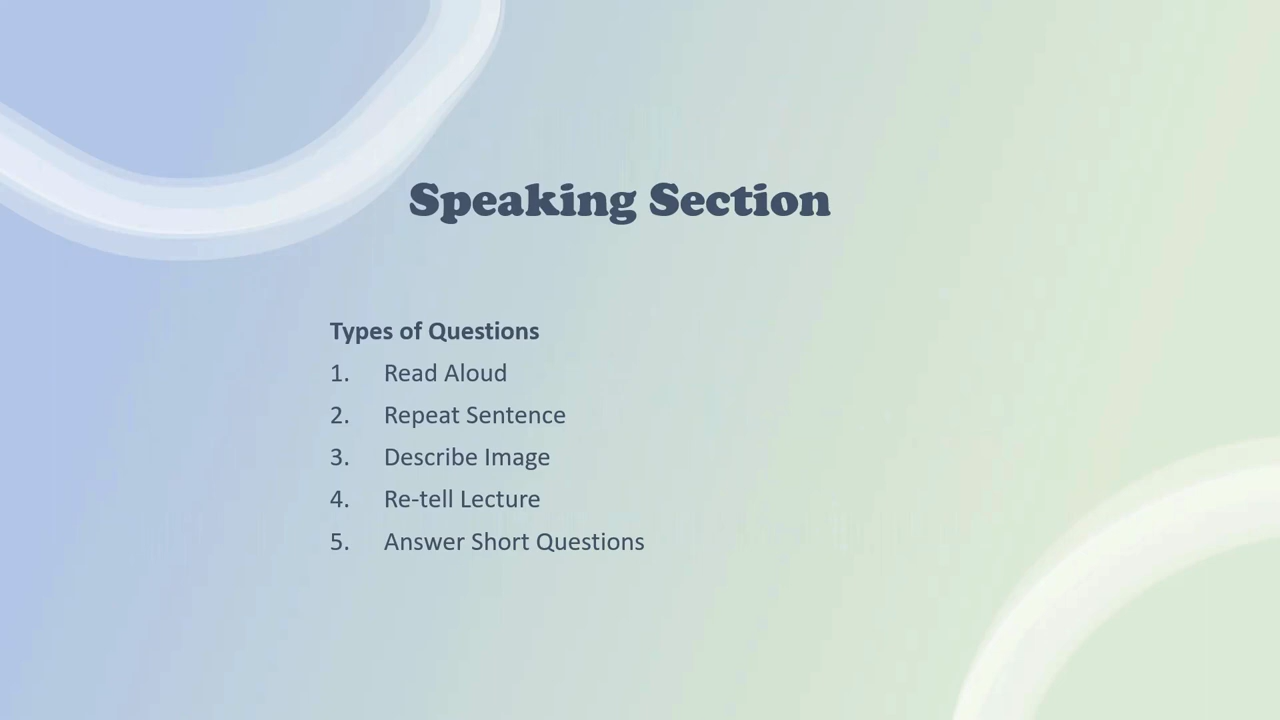 Speaking Section
Types of Questions
1. Read Aloud
2. Repeat Sentence
3. Describe Image
4. Re-tell Lecture
5. Answer Short Questions